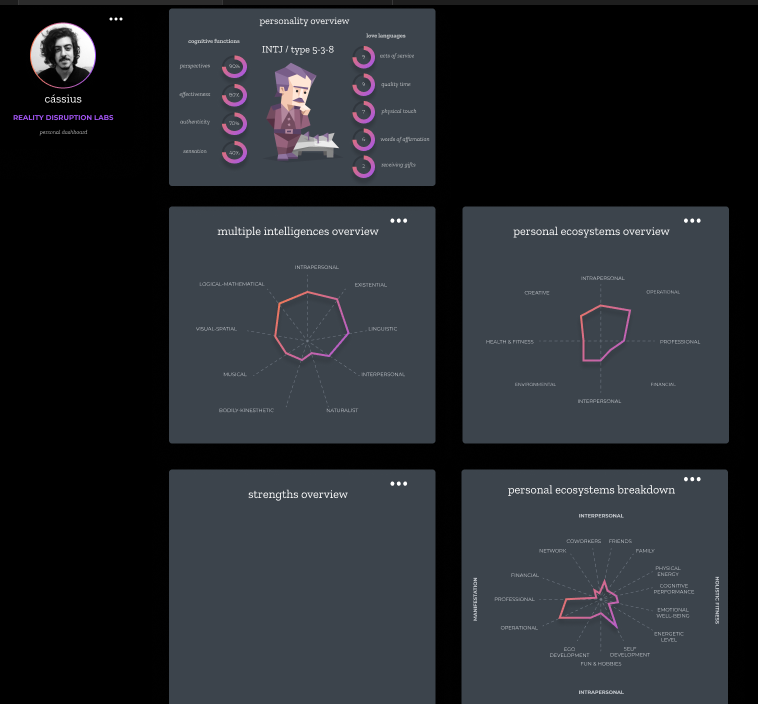 cássius
REALITY DISRUPTION LABS
personal dashboard
personality overview
cognitive functions
love languages
INTJ / type 5-3-8
perspectives
90%
effectiveness
80%
authenticity
70%
sensation
40%
acts of service
quality time
physical touch
words of affirmation
receiving gifts
multiple intelligences overview
INTRAPERSONAL
LOGICAL-MATHEMATICAL
EXISTENTIAL
VISUAL-SPATIAL
LINGUISTIC
MUSICAL
INTERPERSONAL
BODILY-KINESTHETIC
NATURALIST
personal ecosystems overview
INTRAPERSONAL
CREATIVE
OPERATIONAL
HEALTH & FITNESS
PROFESSIONAL
ENVIRONMENTAL
FINANCIAL
INTERPERSONAL
strengths overview
personal ecosystems breakdown
INTERPERSONAL
COWORKERS
FRIENDS
NETWORK
FAMILY
PHYSICAL
ENERGY
FINANCIAL
COGNITIVE
PERFORMANCE
PROFESSIONAL
MANIFESTATION
HOLISTIC FITNESS
EMOTIONAL
WELL-BEING
OPERATIONAL
ENERGETIC
LEVEL
EGO
DEVELOPMENT
SELF
DEVELOPMENT
FUN & HOBBIES
INTRAPERSONAL